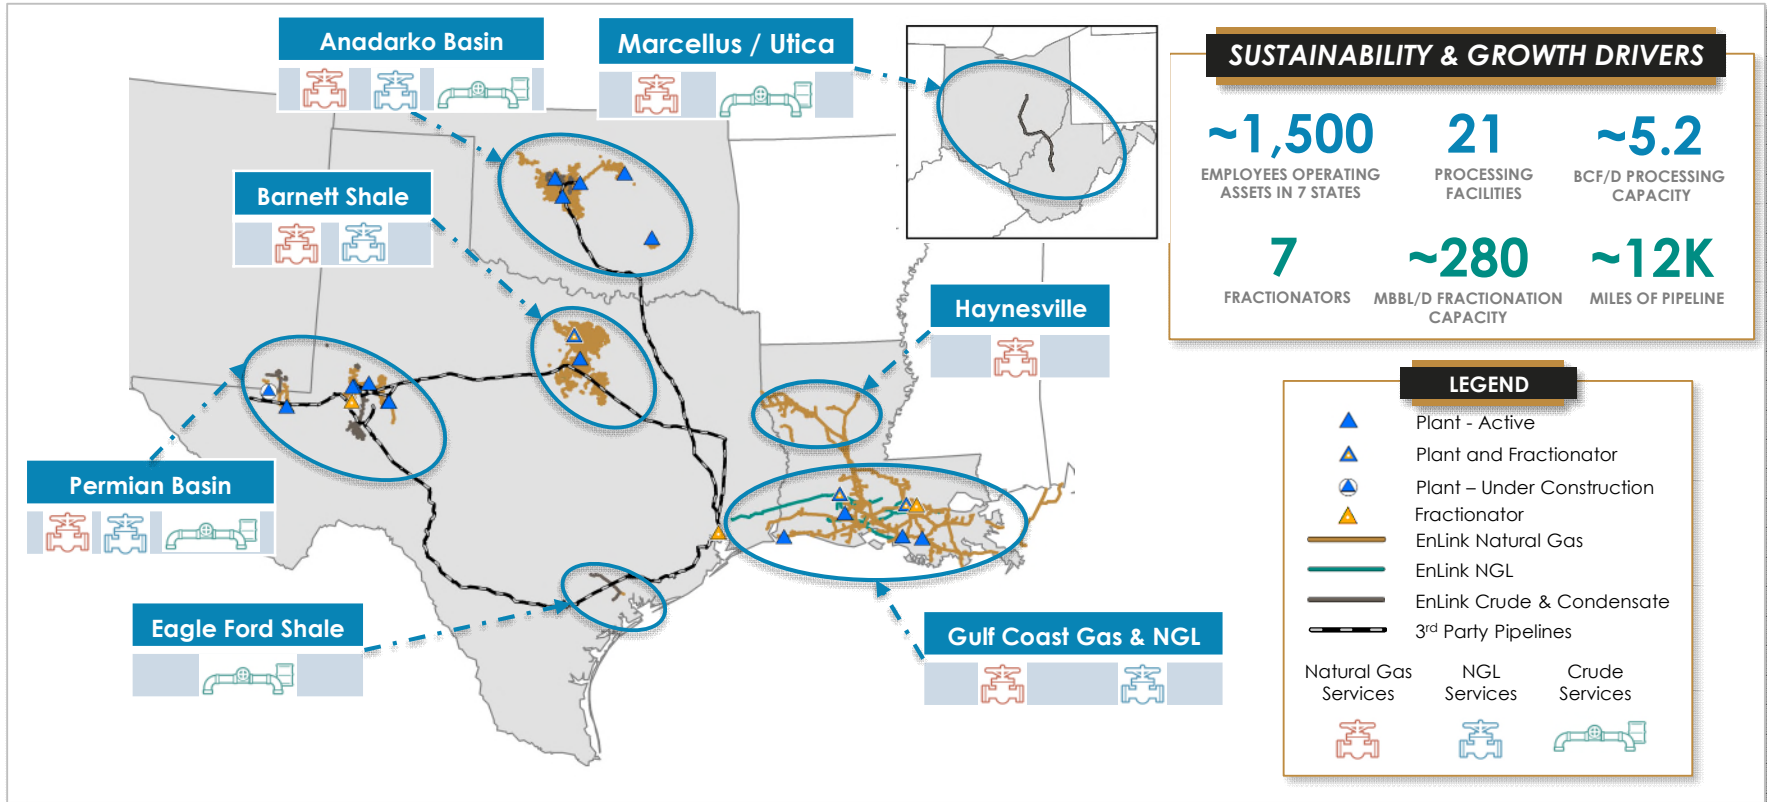 Anadarko Basin
Marcellus / Utica
Barnett Shale
Haynesville
Permian Basin
Eagle Ford Shale
Gulf Coast Gas & NGL
SUSTAINABILITY & GROWTH DRIVERS
~1,500
EMPLOYEES OPERATING
ASSETS IN 7 STATES
21
PROCESSING
FACILITIES
~5.2
BCF/D PROCESSING
CAPACITY
7
FRACTIONATORS
~280
MBBL/D FRACTIONATION
CAPACITY
~12K
MILES OF PIPELINE
LEGEND
Plant - Active
Plant and Fractionator
Plant – Under Construction
Fractionator
EnLink Natural Gas
EnLink NGL
EnLink Crude & Condensate
3rd Party Pipelines
Natural Gas
Services
NGL
Services
Crude
Services